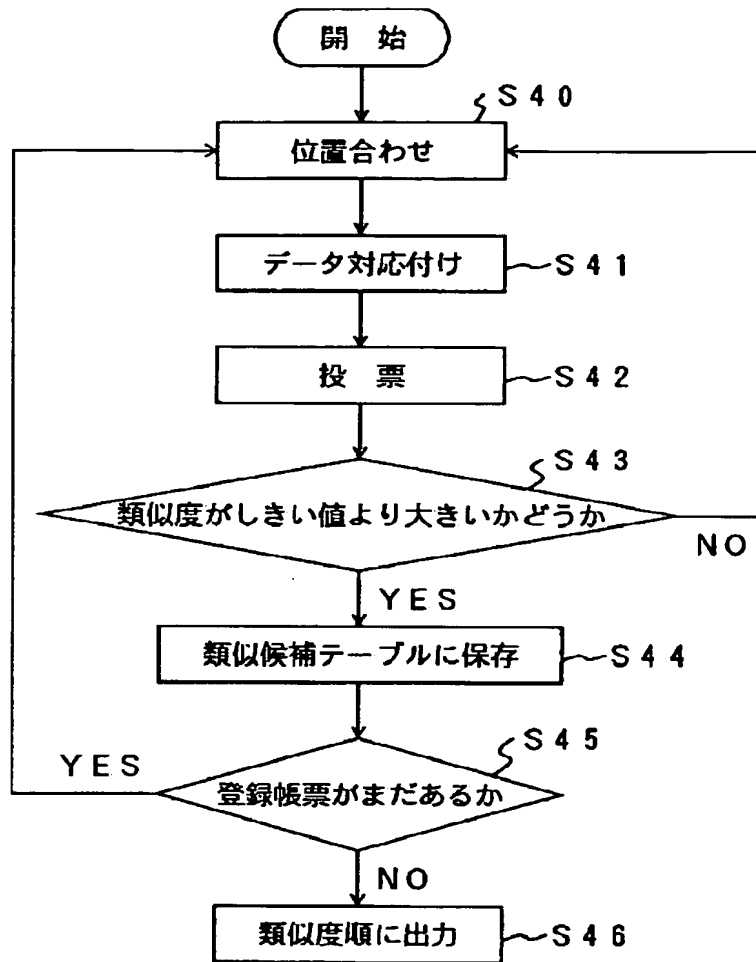 開 始
S40
位置合わせ
データ対応付け
S41
投 票
S42
S43
類似度がしきい値より大きいかどうか
NO
YES
類似候補テーブルに保存
S44
S45
YES
登録帳票がまだあるか
NO
類似度順に出力
S46